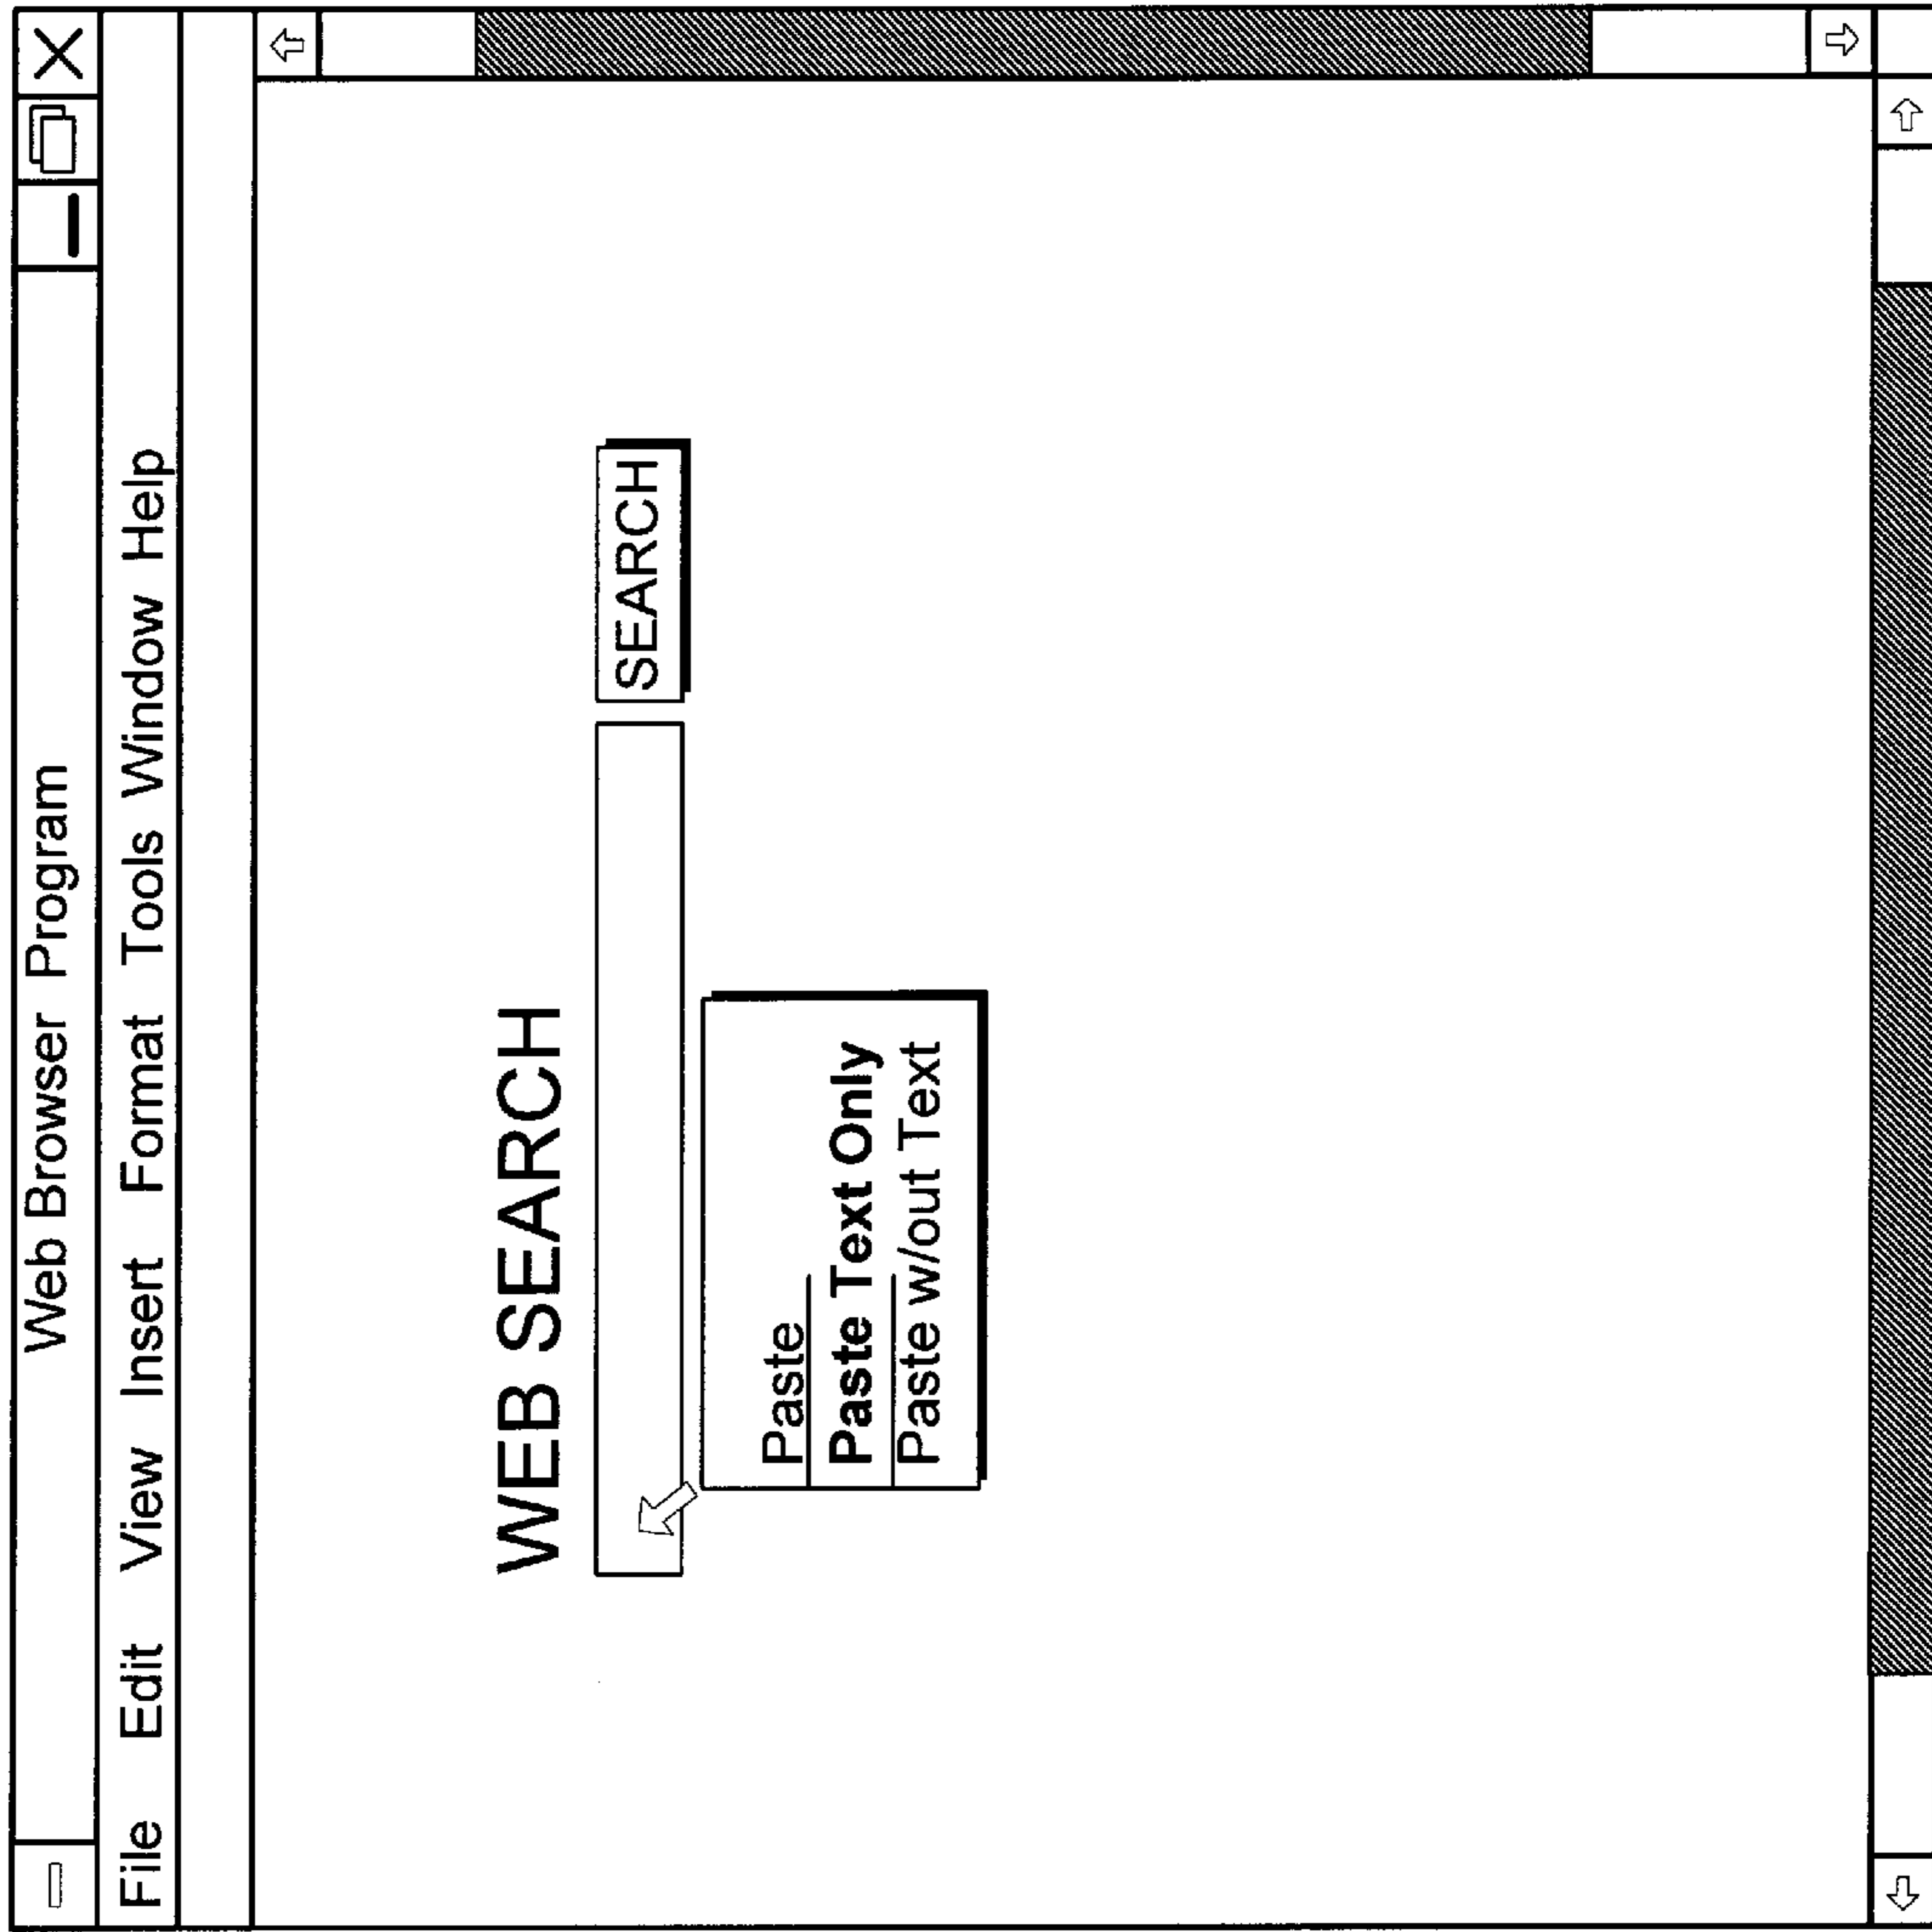 Web Browser Program
File Edit View Insert Format Tools Window Help
WEB SEARCH
SEARCH
Paste
Paste Text Only
Paste w/out Text